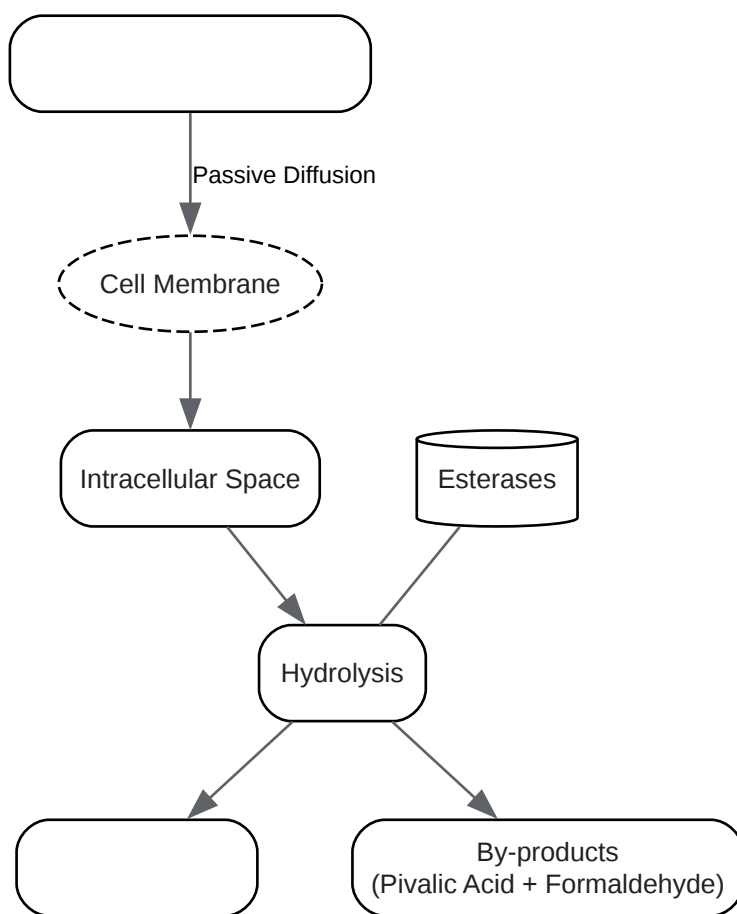 Passive Diffusion
Cell Membrane
Intracellular Space
Esterases
Hydrolysis
By-products
(Pivalic Acid + Formaldehyde)